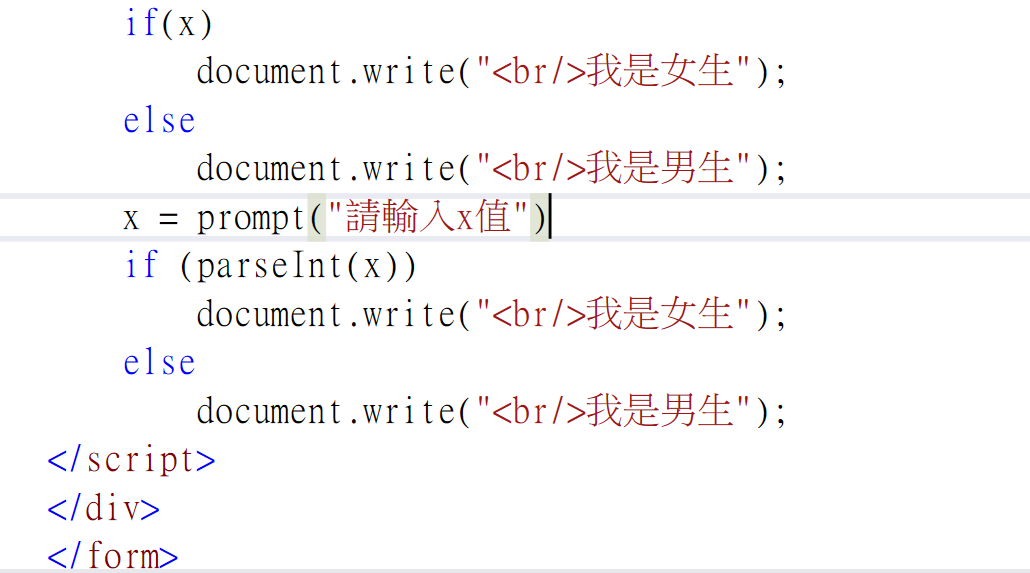 if(x)
document.write("<br/>我是女生");
else
document.write("<br/>我是男生");
x = prompt("請輸入x值")
if (parseInt(x))
document.write("<br/>我是女生");
else
document.write("<br/>我是男生");
</script>
</div>
</form>